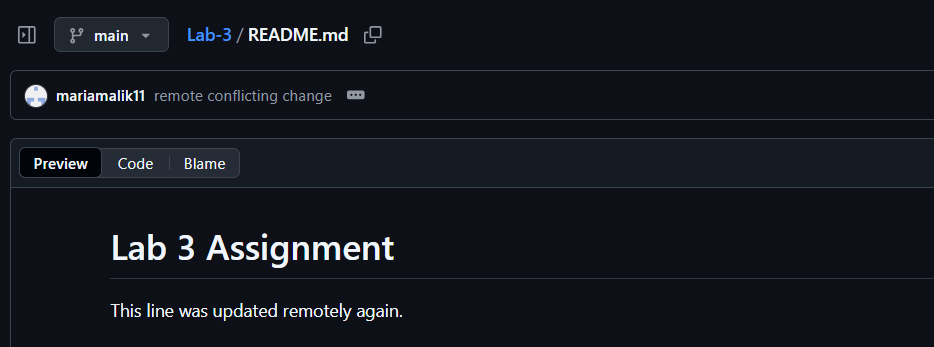 main Lab-3 / README.md
mariamalik11 remote conflicting change
Preview Code Blame
Lab 3 Assignment
This line was updated remotely again.